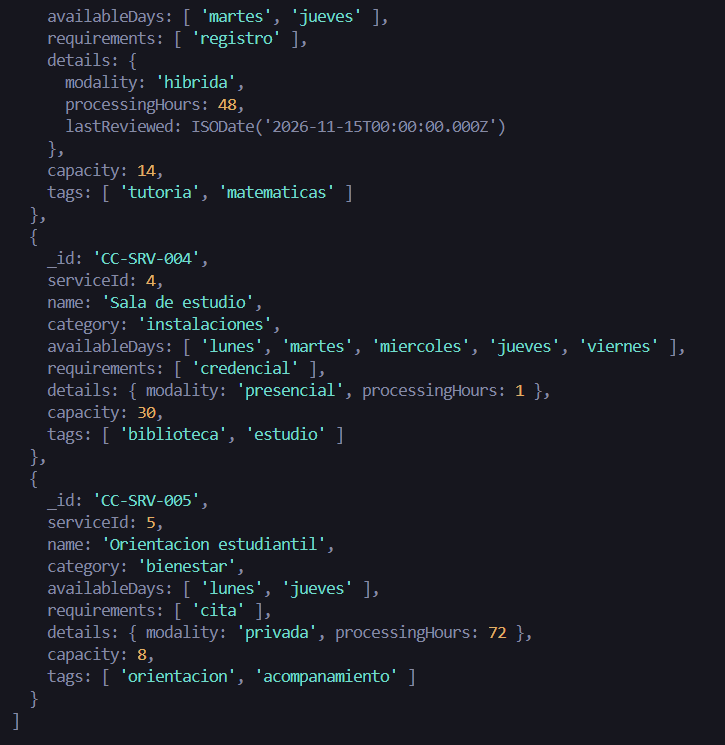 availableDays: [ 'martes', 'jueves' ],
requirements: [ 'registro' ],
details: {
modality: 'hibrida',
processingHours: 48,
lastReviewed: ISODate('2026-11-15T00:00:00.000Z')
},
capacity: 14,
tags: [ 'tutoria', 'matematicas' ]
},
{
_id: 'CC-SRV-004',
serviceId: 4,
name: 'Sala de estudio',
category: 'instalaciones',
availableDays: [ 'lunes', 'martes', 'miercoles', 'jueves', 'viernes' ],
requirements: [ 'credencial' ],
details: { modality: 'presencial', processingHours: 1 },
capacity: 30,
tags: [ 'biblioteca', 'estudio' ]
},
{
_id: 'CC-SRV-005',
serviceId: 5,
name: 'Orientacion estudiantil',
category: 'bienestar',
availableDays: [ 'lunes', 'jueves' ],
requirements: [ 'cita' ],
details: { modality: 'privada', processingHours: 72 },
capacity: 8,
tags: [ 'orientacion', 'acompanamiento' ]
}
]